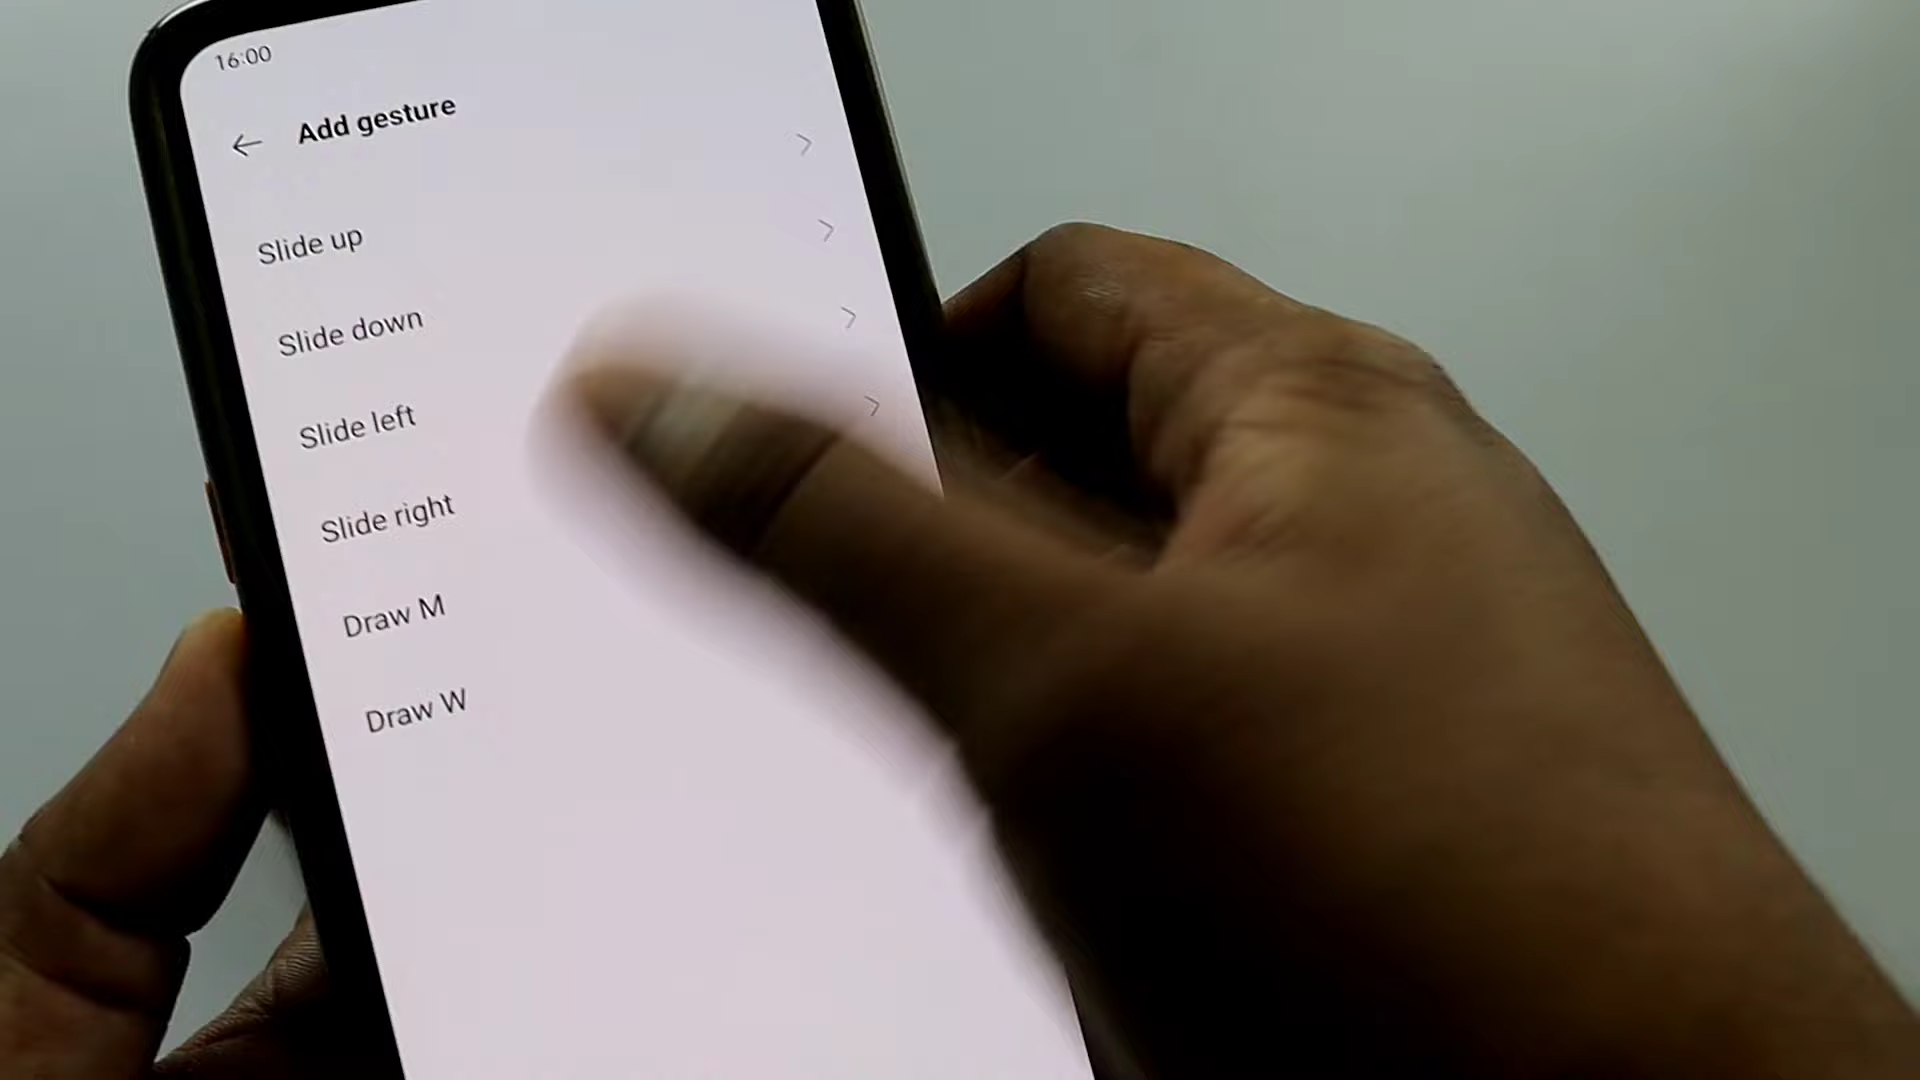 16:00
Add gesture
Slide up
Slide down
Slide left
Slide right
Draw M
Draw W